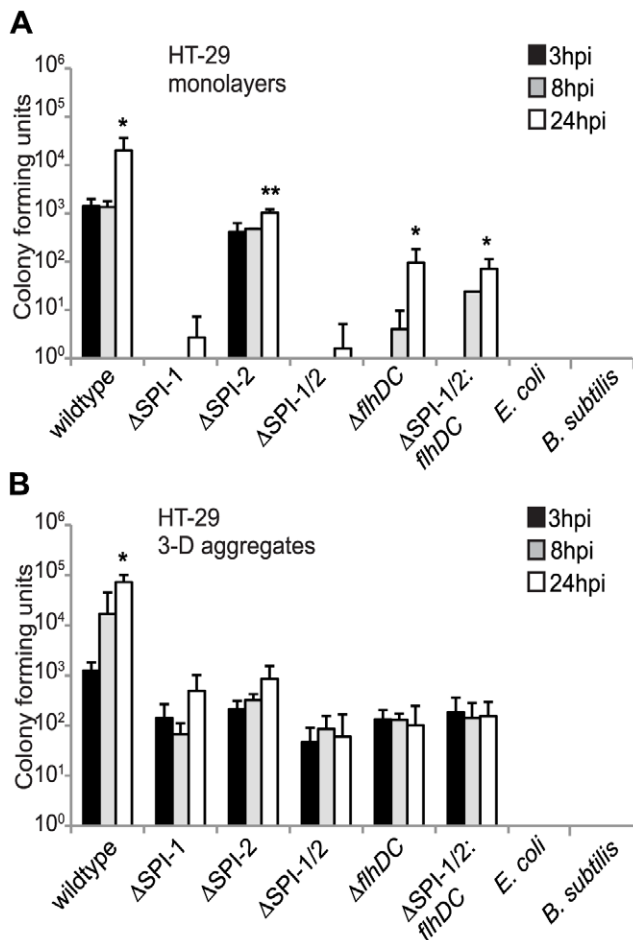 A
HT-29
monolayers
3hpi
8hpi
24hpi
Colony forming units
10⁶
10⁵
10⁴
10³
10²
10¹
10⁰
*
**
*
*
wildtype
ΔSPI-1
ΔSPI-2
ΔSPI-1/2
ΔflhDC
ΔSPI-1/2:
flhDC
E. coli
B. subtilis
B
HT-29
3-D aggregates
3hpi
8hpi
24hpi
Colony forming units
10⁶
10⁵
10⁴
10³
10²
10¹
10⁰
*
wildtype
ΔSPI-1
ΔSPI-2
ΔSPI-1/2
ΔflhDC
ΔSPI-1/2:
flhDC
E. coli
B. subtilis